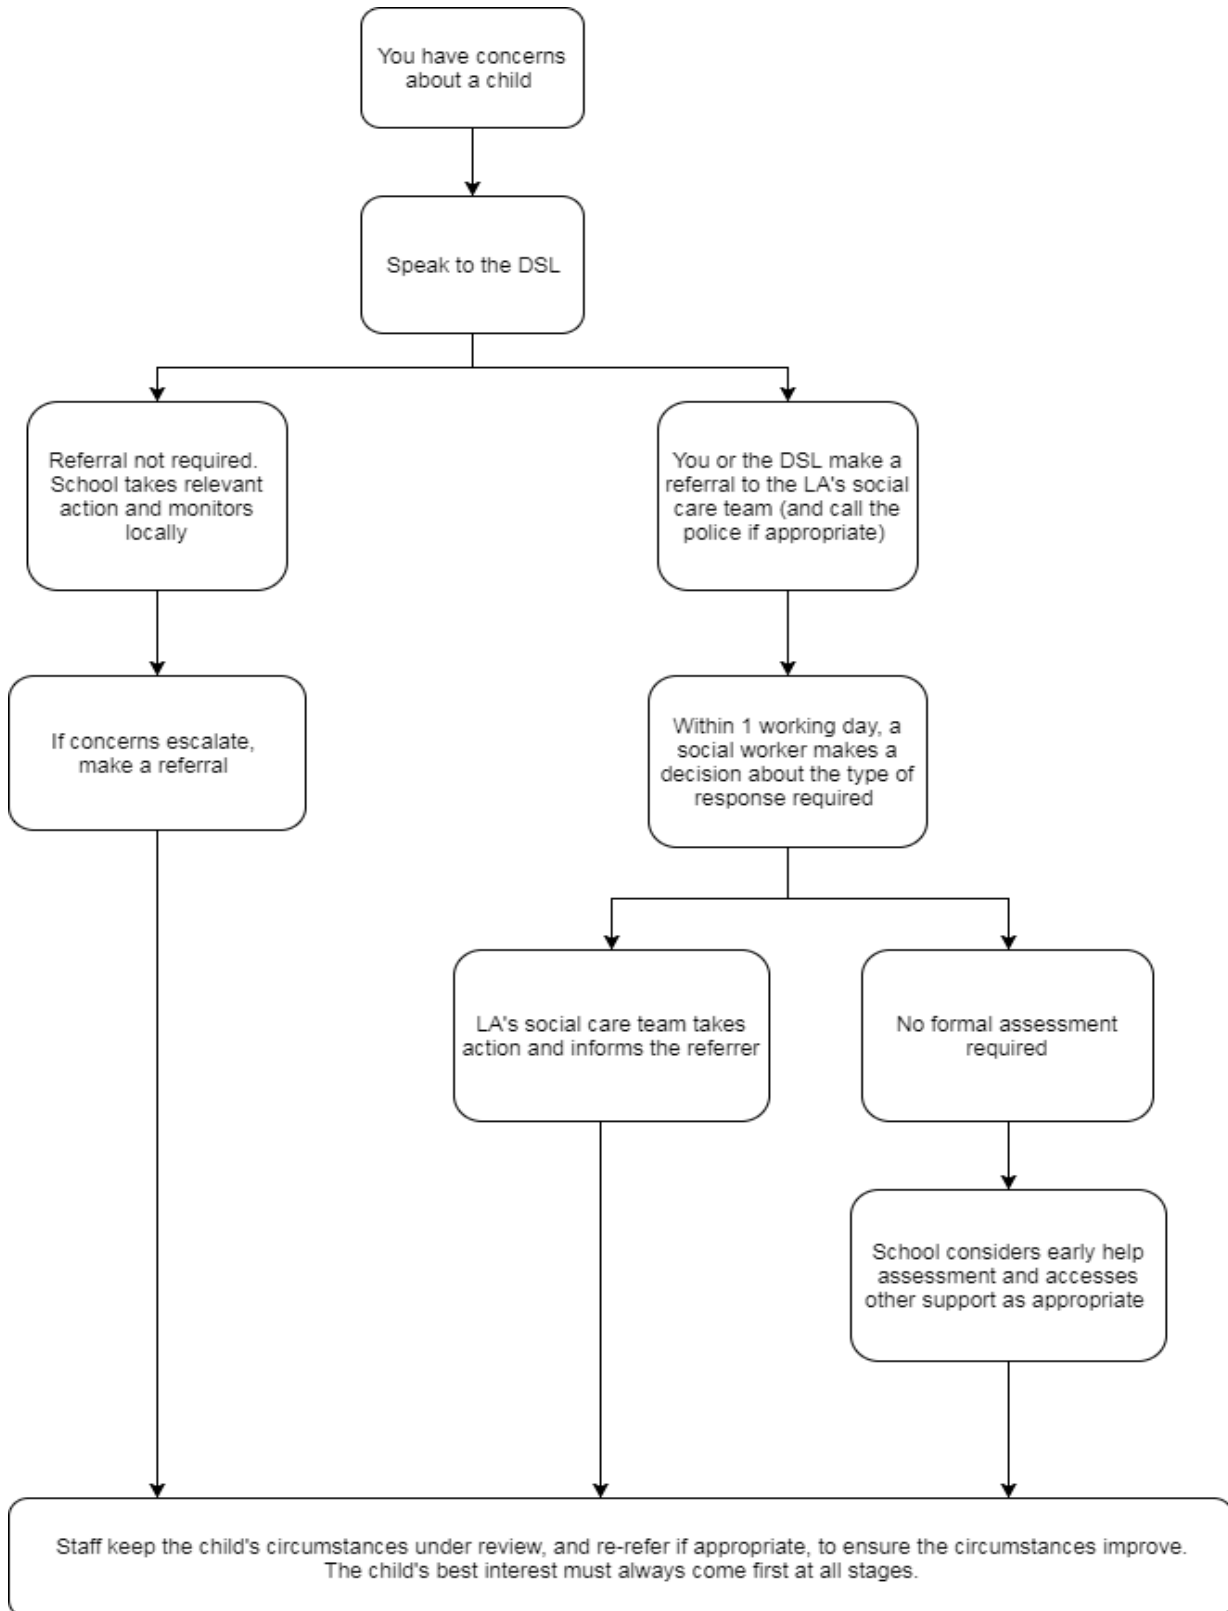 You have concerns
about a child
Speak to the DSL
Referral not required.
School takes relevant
action and monitors
locally
You or the DSL make a
referral to the LA's social
care team (and call the
police if appropriate)
If concerns escalate,
make a referral
Within 1 working day, a
social worker makes a
decision about the type of
response required
LA's social care team takes
action and informs the referrer
No formal assessment
required
School considers early help
assessment and accesses
other support as appropriate
Staff keep the child's circumstances under review, and re-refer if appropriate, to ensure the circumstances improve.
The child's best interest must always come first at all stages.